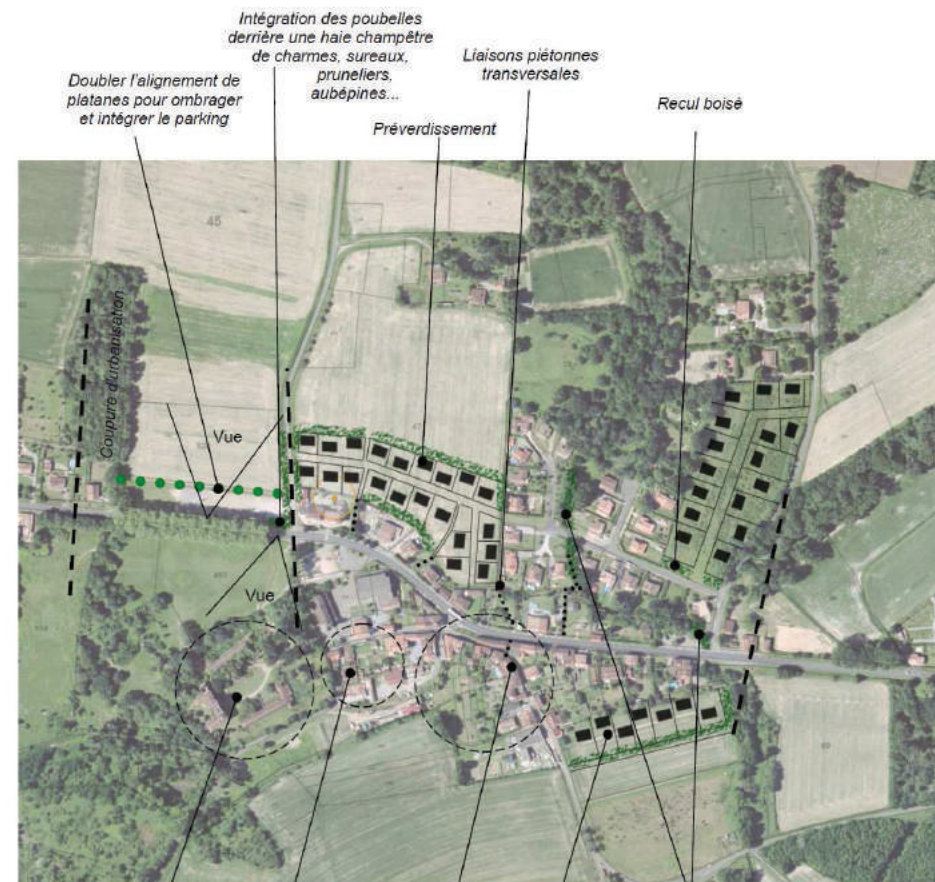 Intégration des poubelles
derrière une haie champêtre
de charmes, sureaux,
pruneliers,
aubépines...
Doubler l'alignement de
platanes pour ombrager
et intégrer le parking
Liaisons piétonnes
transversales
Préverdissement
Recul boisé
45
Coupure d'urbanisation
Vue
Vue